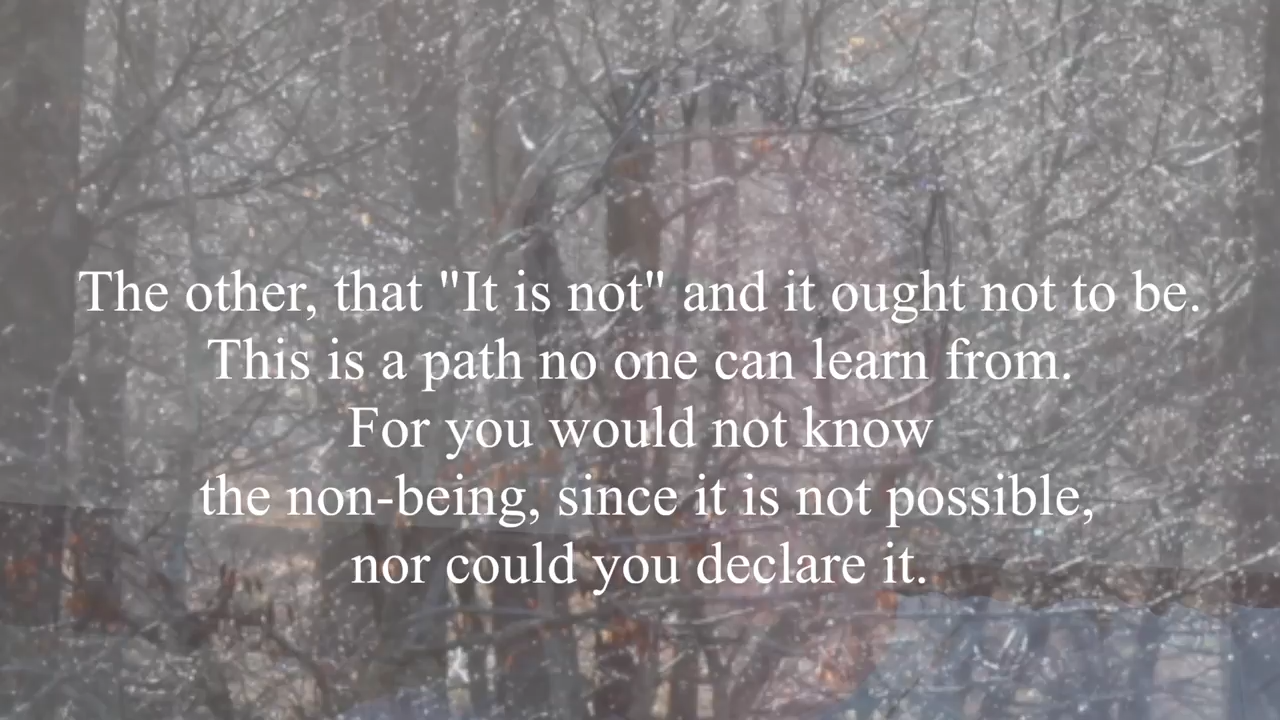 The other, that "It is not" and it ought not to be.
This is a path no one can learn from.
For you would not know
the non-being, since it is not possible,
nor could you declare it.